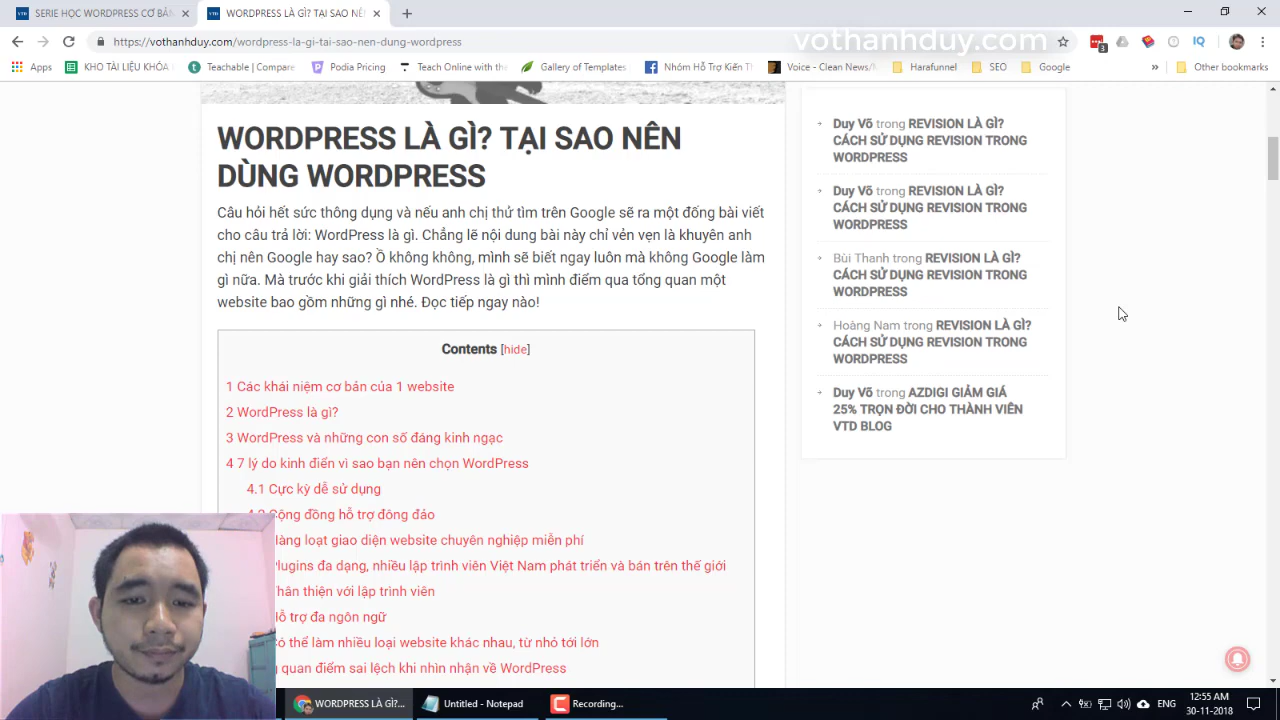 SERIE HỌC WORDPRESS CƠ BẢN
WORDPRESS LÀ GÌ? TẠI SAO NÊN
https://vothanhduy.com/wordpress-la-gi-tai-sao-nen-dung-wordpress
vothanhduy.com
3
IQ
Apps
KHO TÀI LIỆU KHÓA
Teachable | Compare
Podia Pricing
Teach Online with the
Gallery of Templates
Nhóm Hỗ Trợ Kiến Th
Voice - Clean News/M
Harafunnel
SEO
Google
»
Other bookmarks
WORDPRESS LÀ GÌ? TẠI SAO NÊN
DÙNG WORDPRESS
Câu hỏi hết sức thông dụng và nếu anh chị thử tìm trên Google sẽ ra một đống bài viết
cho câu trả lời: WordPress là gì. Chẳng lẽ nội dung bài này chỉ vẻn vẹn là khuyên anh
chị nên Google hay sao? Ồ không không, mình sẽ biết ngay luôn mà không Google làm
gì nữa. Mà trước khi giải thích WordPress là gì thì mình điểm qua tổng quan một
website bao gồm những gì nhé. Đọc tiếp ngay nào!
Contents [hide]
1 Các khái niệm cơ bản của 1 website
2 WordPress là gì?
3 WordPress và những con số đáng kinh ngạc
4 7 lý do kinh điển vì sao bạn nên chọn WordPress
4.1 Cực kỳ dễ sử dụng
4.2 Cộng đồng hỗ trợ đông đảo
làng loạt giao diện website chuyên nghiệp miễn phí
Plugins đa dạng, nhiều lập trình viên Việt Nam phát triển và bán trên thế giới
Thân thiện với lập trình viên
Hỗ trợ đa ngôn ngữ
Có thể làm nhiều loại website khác nhau, từ nhỏ tới lớn
quan điểm sai lệch khi nhìn nhận về WordPress
Duy Võ trong REVISION LÀ GÌ?
CÁCH SỬ DỤNG REVISION TRONG
WORDPRESS
Duy Võ trong REVISION LÀ GÌ?
CÁCH SỬ DỤNG REVISION TRONG
WORDPRESS
Bùi Thanh trong REVISION LÀ GÌ?
CÁCH SỬ DỤNG REVISION TRONG
WORDPRESS
Hoàng Nam trong REVISION LÀ GÌ?
CÁCH SỬ DỤNG REVISION TRONG
WORDPRESS
Duy Võ trong AZDIGI GIẢM GIÁ
25% TRỌN ĐỜI CHO THÀNH VIÊN
VTD BLOG
WORDPRESS LÀ GÌ?...
Untitled - Notepad
Recording...
ENG
12:55 AM
30-11-2018